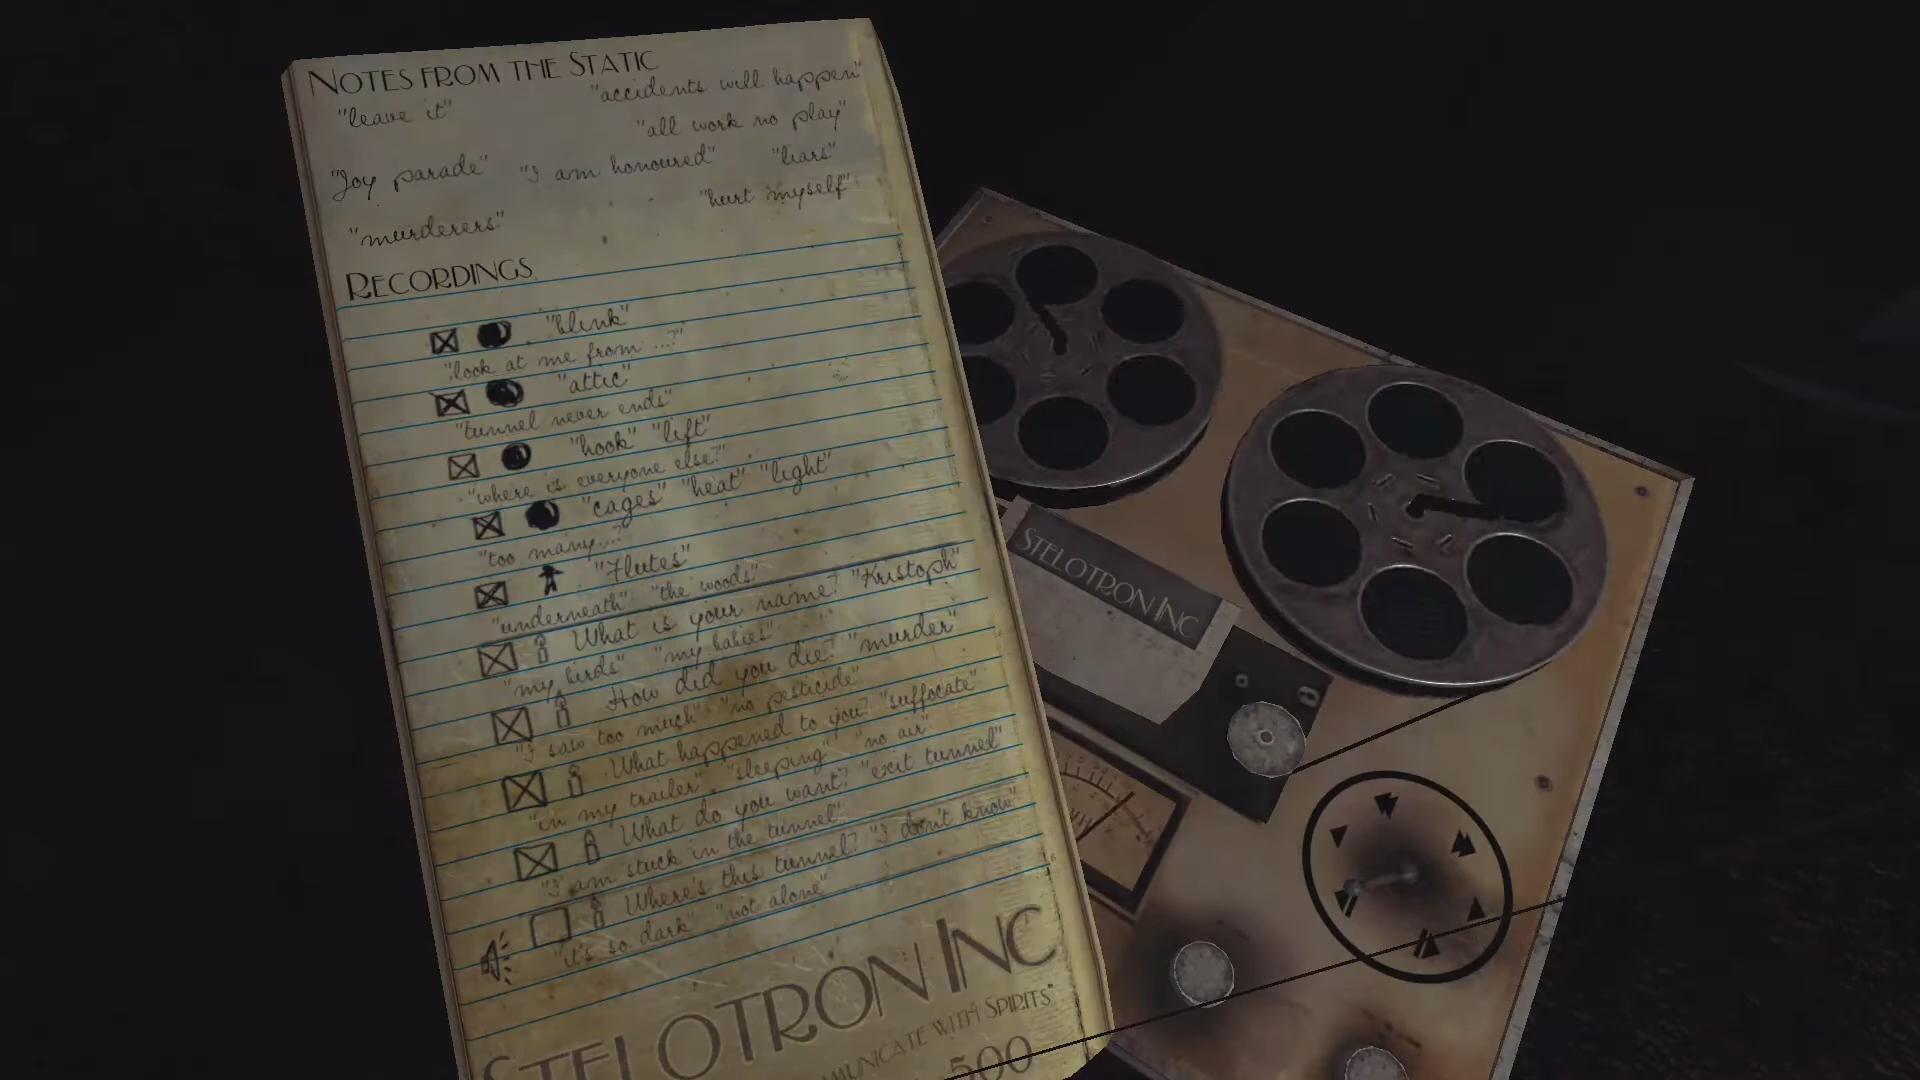 NOTES FROM THE STATIC
"leave it" "accidents will happen"
"all work no play"
"Joy parade" "I am honoured" "liars"
"hurt myself"
"murderers"
RECORDINGS
"blink"
"look at me from ...?"
"attic"
"tunnel never ends"
"hook" "lift"
"where is everyone else?"
"cages" "heat" "light"
"too many...?"
"Flutes"
"underneath" "the woods"
What is your name? "Kristoph"
"my birds" "my babies"
How did you die? "murder"
"I saw too much" "no pesticide"
What happened to you? "suffocate"
"in my trailer" "sleeping" "no air"
What do you want? "exit tunnel"
"I am stuck in the tunnel"
Where's this tunnel? "I don't know"
"it's so dark" "not alone"
STELOTRON INC
MUNICATE WITH SPIRITS"
500
STELOTRON INC